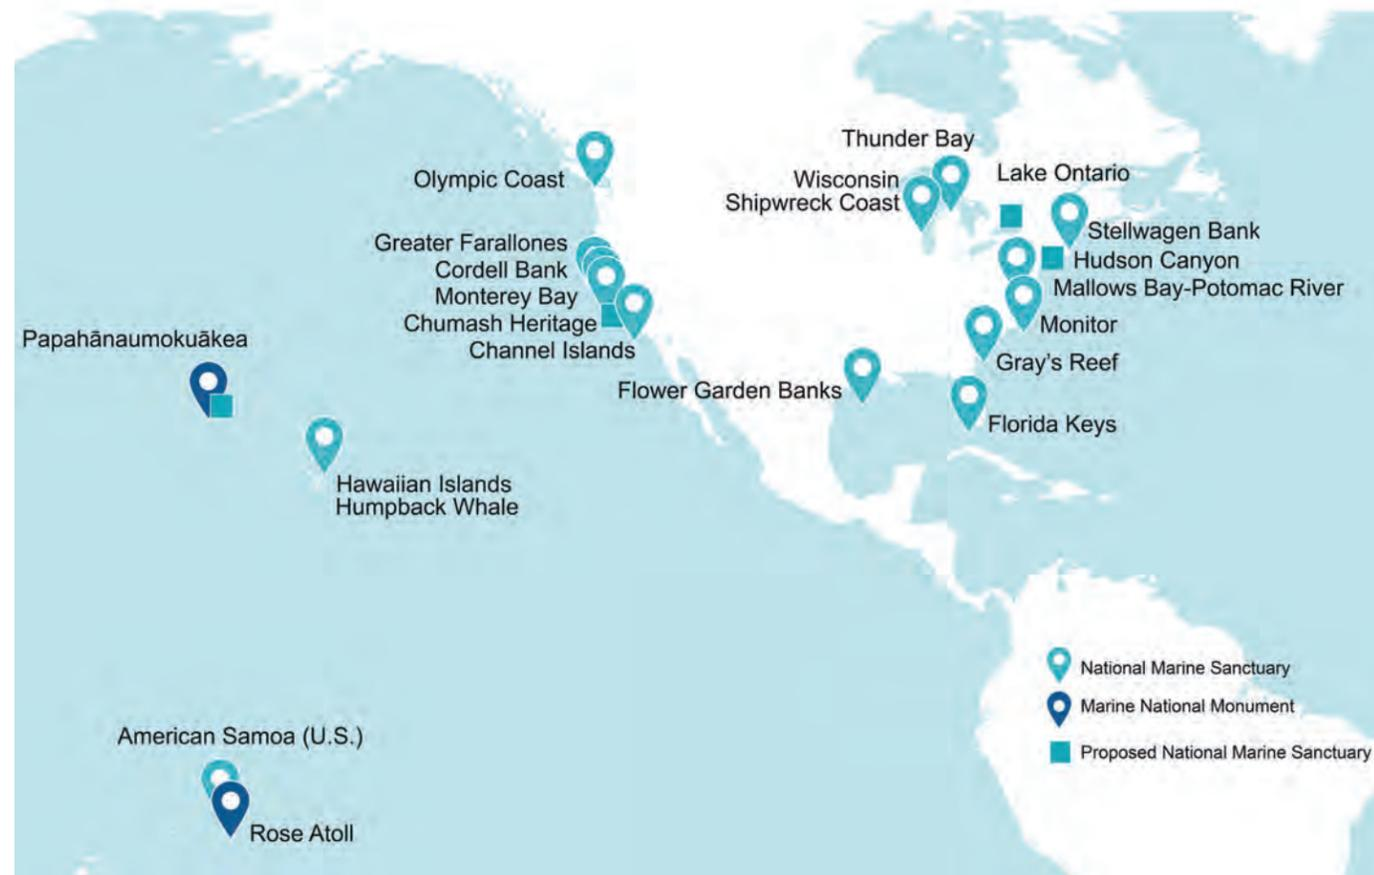 Thunder Bay
Lake Ontario
Olympic Coast
Wisconsin
Shipwreck Coast
Stellwagen Bank
Greater Farallones
Hudson Canyon
Cordell Bank
Mallows Bay-Potomac River
Monterey Bay
Chumash Heritage
Monitor
Papahānaumokuākea
Channel Islands
Gray's Reef
Flower Garden Banks
Florida Keys
Hawaiian Islands
Humpback Whale
National Marine Sanctuary
Marine National Monument
Proposed National Marine Sanctuary
American Samoa (U.S.)
Rose Atoll